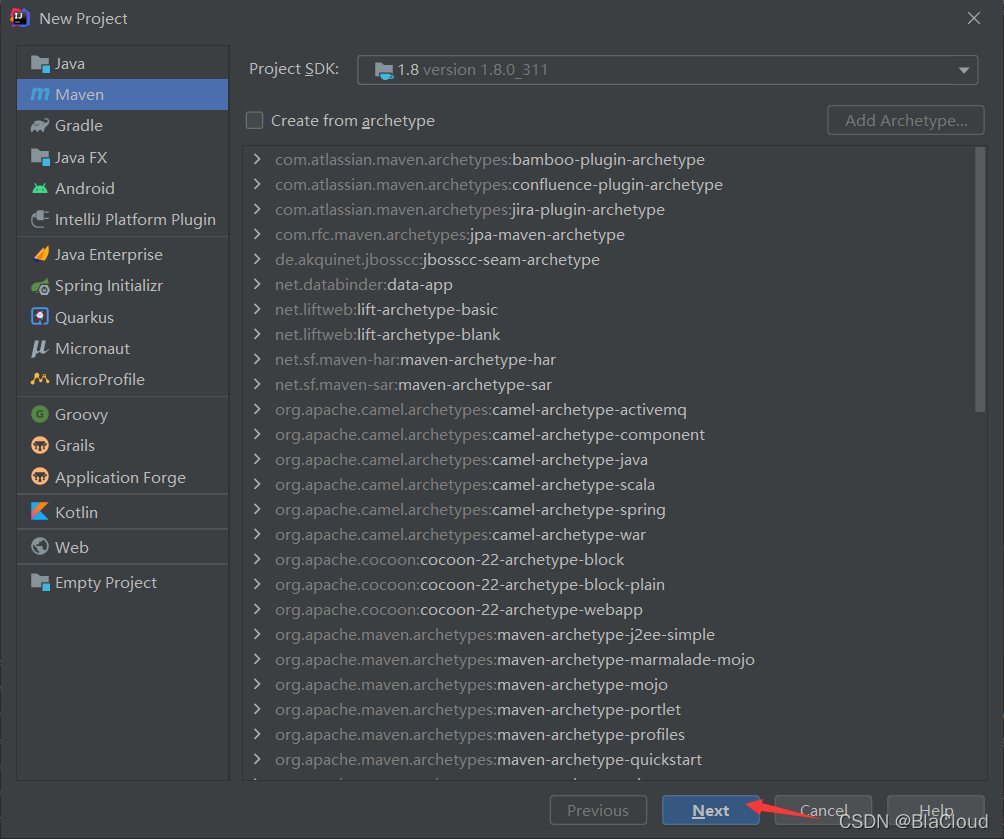 New Project
Java
Maven
Gradle
Java FX
Android
IntelliJ Platform Plugin
Java Enterprise
Spring Initializr
Quarkus
Micronaut
MicroProfile
Groovy
Grails
Application Forge
Kotlin
Web
Empty Project
Project SDK: 1.8 version 1.8.0_311
Create from archetype
Add Archetype...
com.atlassian.maven.archetypes:bamboo-plugin-archetype
com.atlassian.maven.archetypes:confluence-plugin-archetype
com.atlassian.maven.archetypes:jira-plugin-archetype
com.rfc.maven.archetypes:jpa-maven-archetype
de.akquinet.jbosscc:jbosscc-seam-archetype
net.databinder:data-app
net.liftweb:lift-archetype-basic
net.liftweb:lift-archetype-blank
net.sf.maven-har:maven-archetype-har
net.sf.maven-sar:maven-archetype-sar
org.apache.camel.archetypes:camel-archetype-activemq
org.apache.camel.archetypes:camel-archetype-component
org.apache.camel.archetypes:camel-archetype-java
org.apache.camel.archetypes:camel-archetype-scala
org.apache.camel.archetypes:camel-archetype-spring
org.apache.camel.archetypes:camel-archetype-war
org.apache.cocoon:cocoon-22-archetype-block
org.apache.cocoon:cocoon-22-archetype-block-plain
org.apache.cocoon:cocoon-22-archetype-webapp
org.apache.maven.archetypes:maven-archetype-j2ee-simple
org.apache.maven.archetypes:maven-archetype-marmalade-mojo
org.apache.maven.archetypes:maven-archetype-mojo
org.apache.maven.archetypes:maven-archetype-portlet
org.apache.maven.archetypes:maven-archetype-profiles
org.apache.maven.archetypes:maven-archetype-quickstart
Previous
Next
Cancel
Help
CSDN @BlaCloud